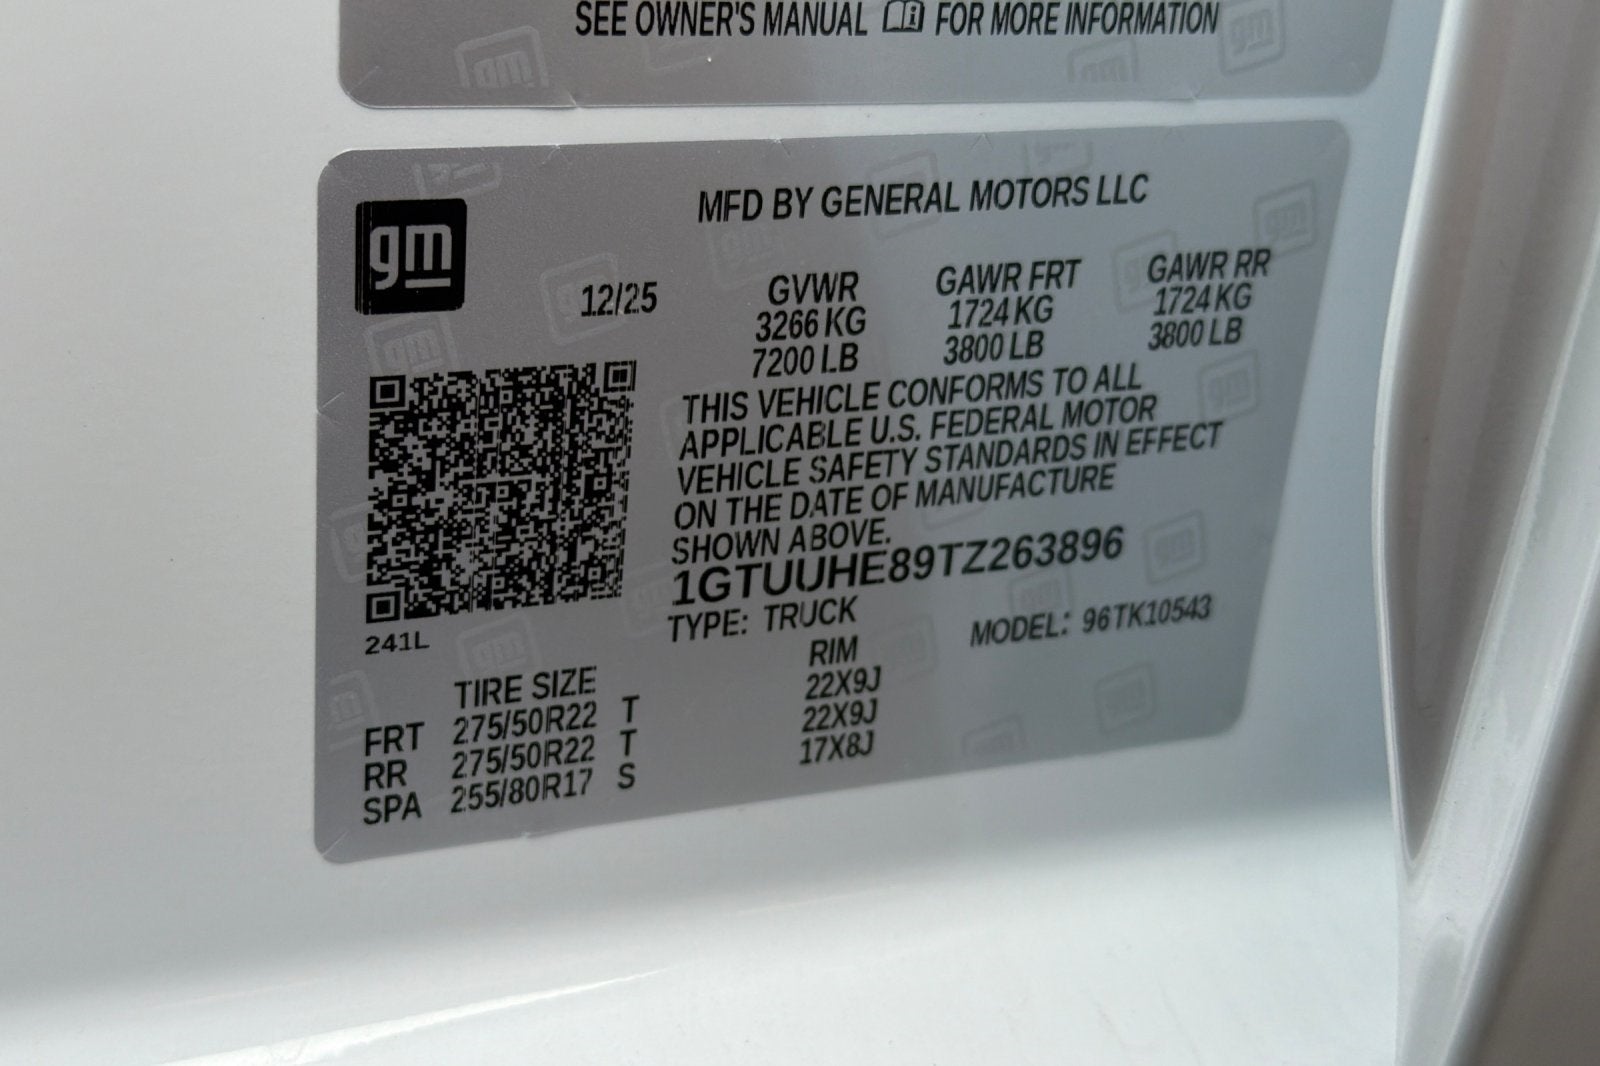 SEE OWNER'S MANUAL FOR MORE INFORMATION
gm
MFD BY GENERAL MOTORS LLC
12/25
GVWR GAWR FRT GAWR RR
3266 KG 1724 KG 1724 KG
7200 LB 3800 LB 3800 LB
THIS VEHICLE CONFORMS TO ALL
APPLICABLE U.S. FEDERAL MOTOR
VEHICLE SAFETY STANDARDS IN EFFECT
ON THE DATE OF MANUFACTURE
SHOWN ABOVE.
1GTUUHE89TZ263896
TYPE: TRUCK MODEL: 96TK10543
241L
TIRE SIZE RIM
FRT 275/50R22 T 22X9J
RR 275/50R22 T 22X9J
SPA 255/80R17 S 17X8J